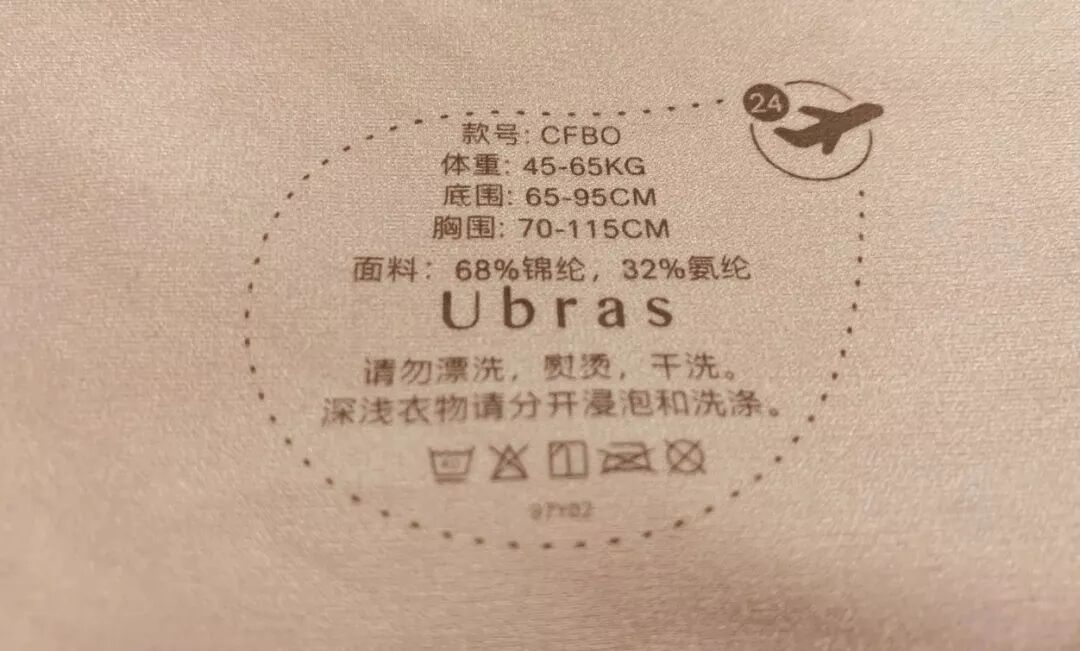 24
款号: CFBO
体重: 45-65KG
底围: 65-95CM
胸围: 70-115CM
面料：68%锦纶，32%氨纶
Ubras
请勿漂洗，熨烫，干洗。
深浅衣物请分开浸泡和洗涤。
40